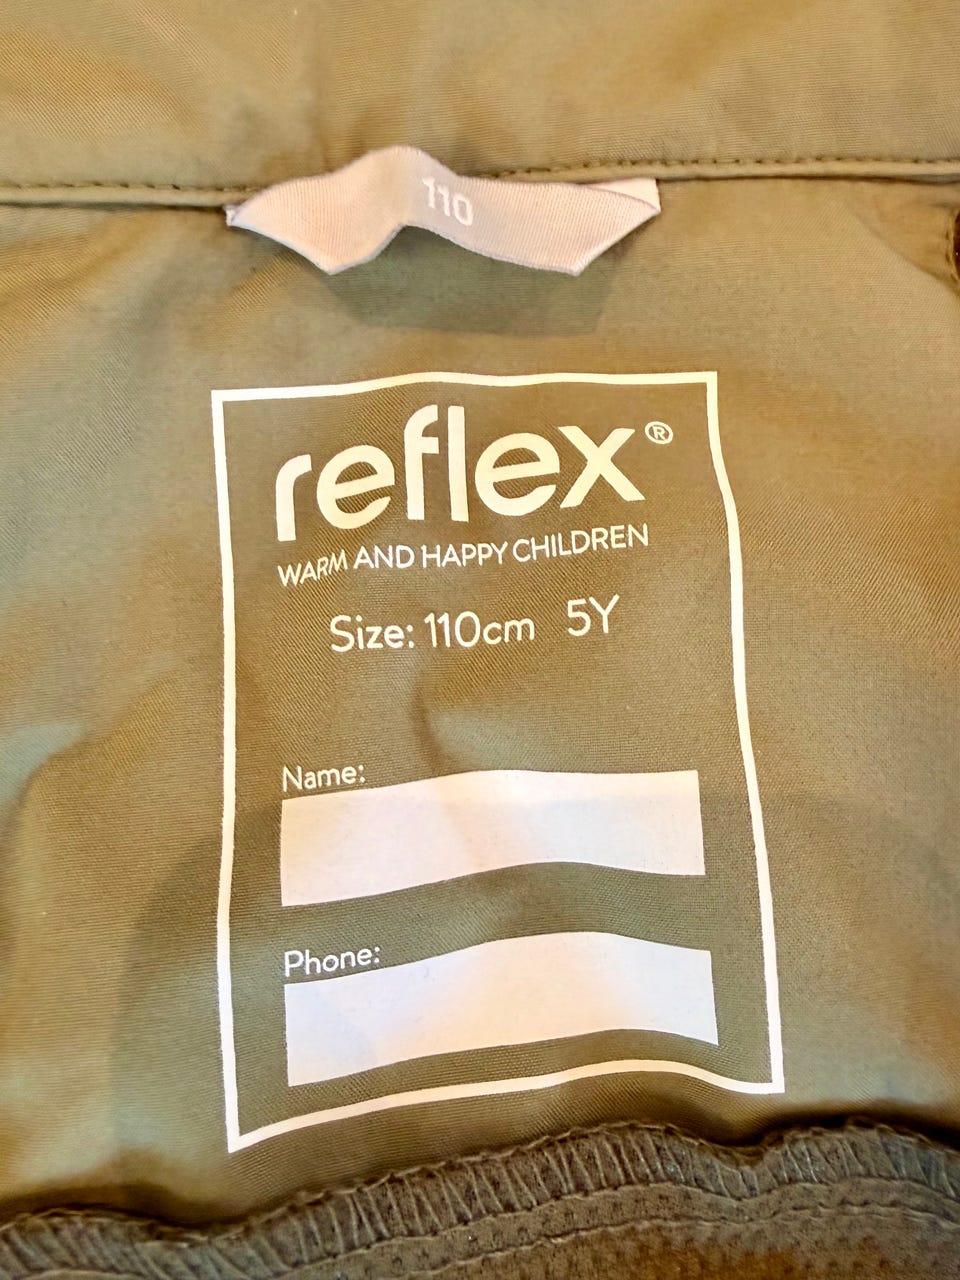 110
reflex®
WARM AND HAPPY CHILDREN
Size: 110cm 5Y
Name:
Phone: